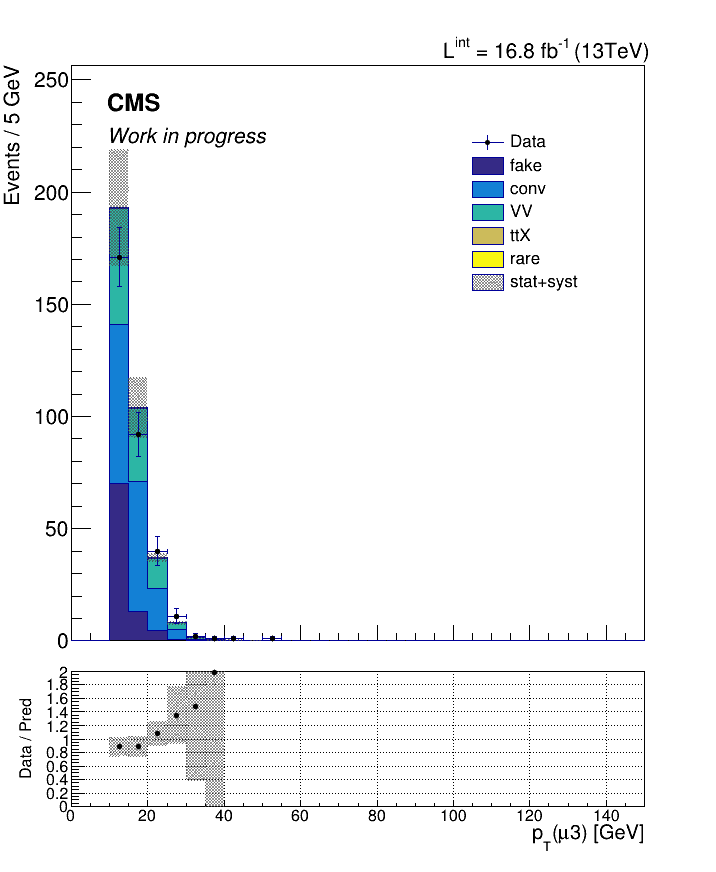 L^int = 16.8 fb^-1 (13TeV)
Events / 5 GeV
250
200
150
100
50
0
CMS
Work in progress
Data
fake
conv
VV
ttX
rare
stat+syst
Data / Pred
2
1.8
1.6
1.4
1.2
1
0.8
0.6
0.4
0.2
0
0 20 40 60 80 100 120 140
p_T(μ3) [GeV]